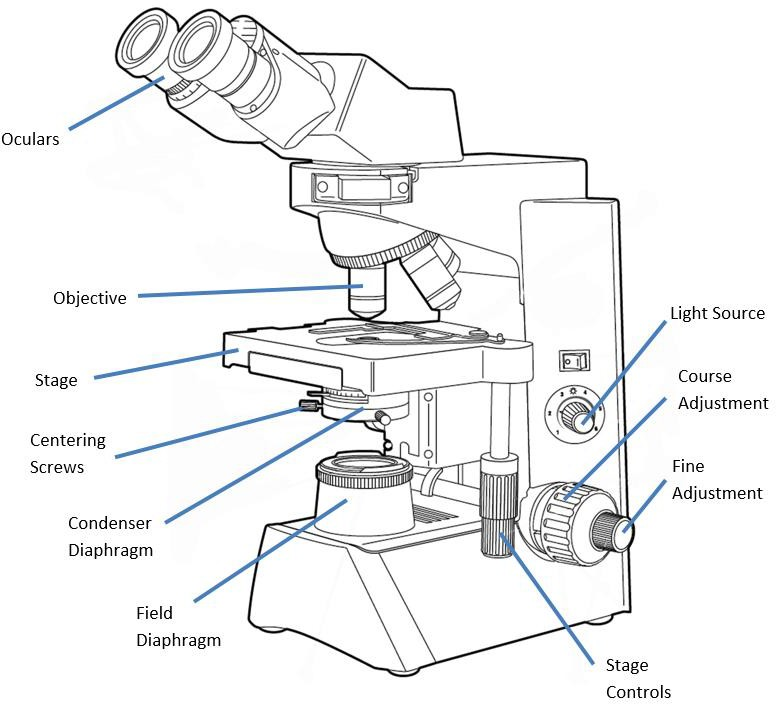 Oculars
Objective
Light Source
Stage
Course
Adjustment
Centering
Screws
Fine
Adjustment
Condenser
Diaphragm
Field
Diaphragm
Stage
Controls